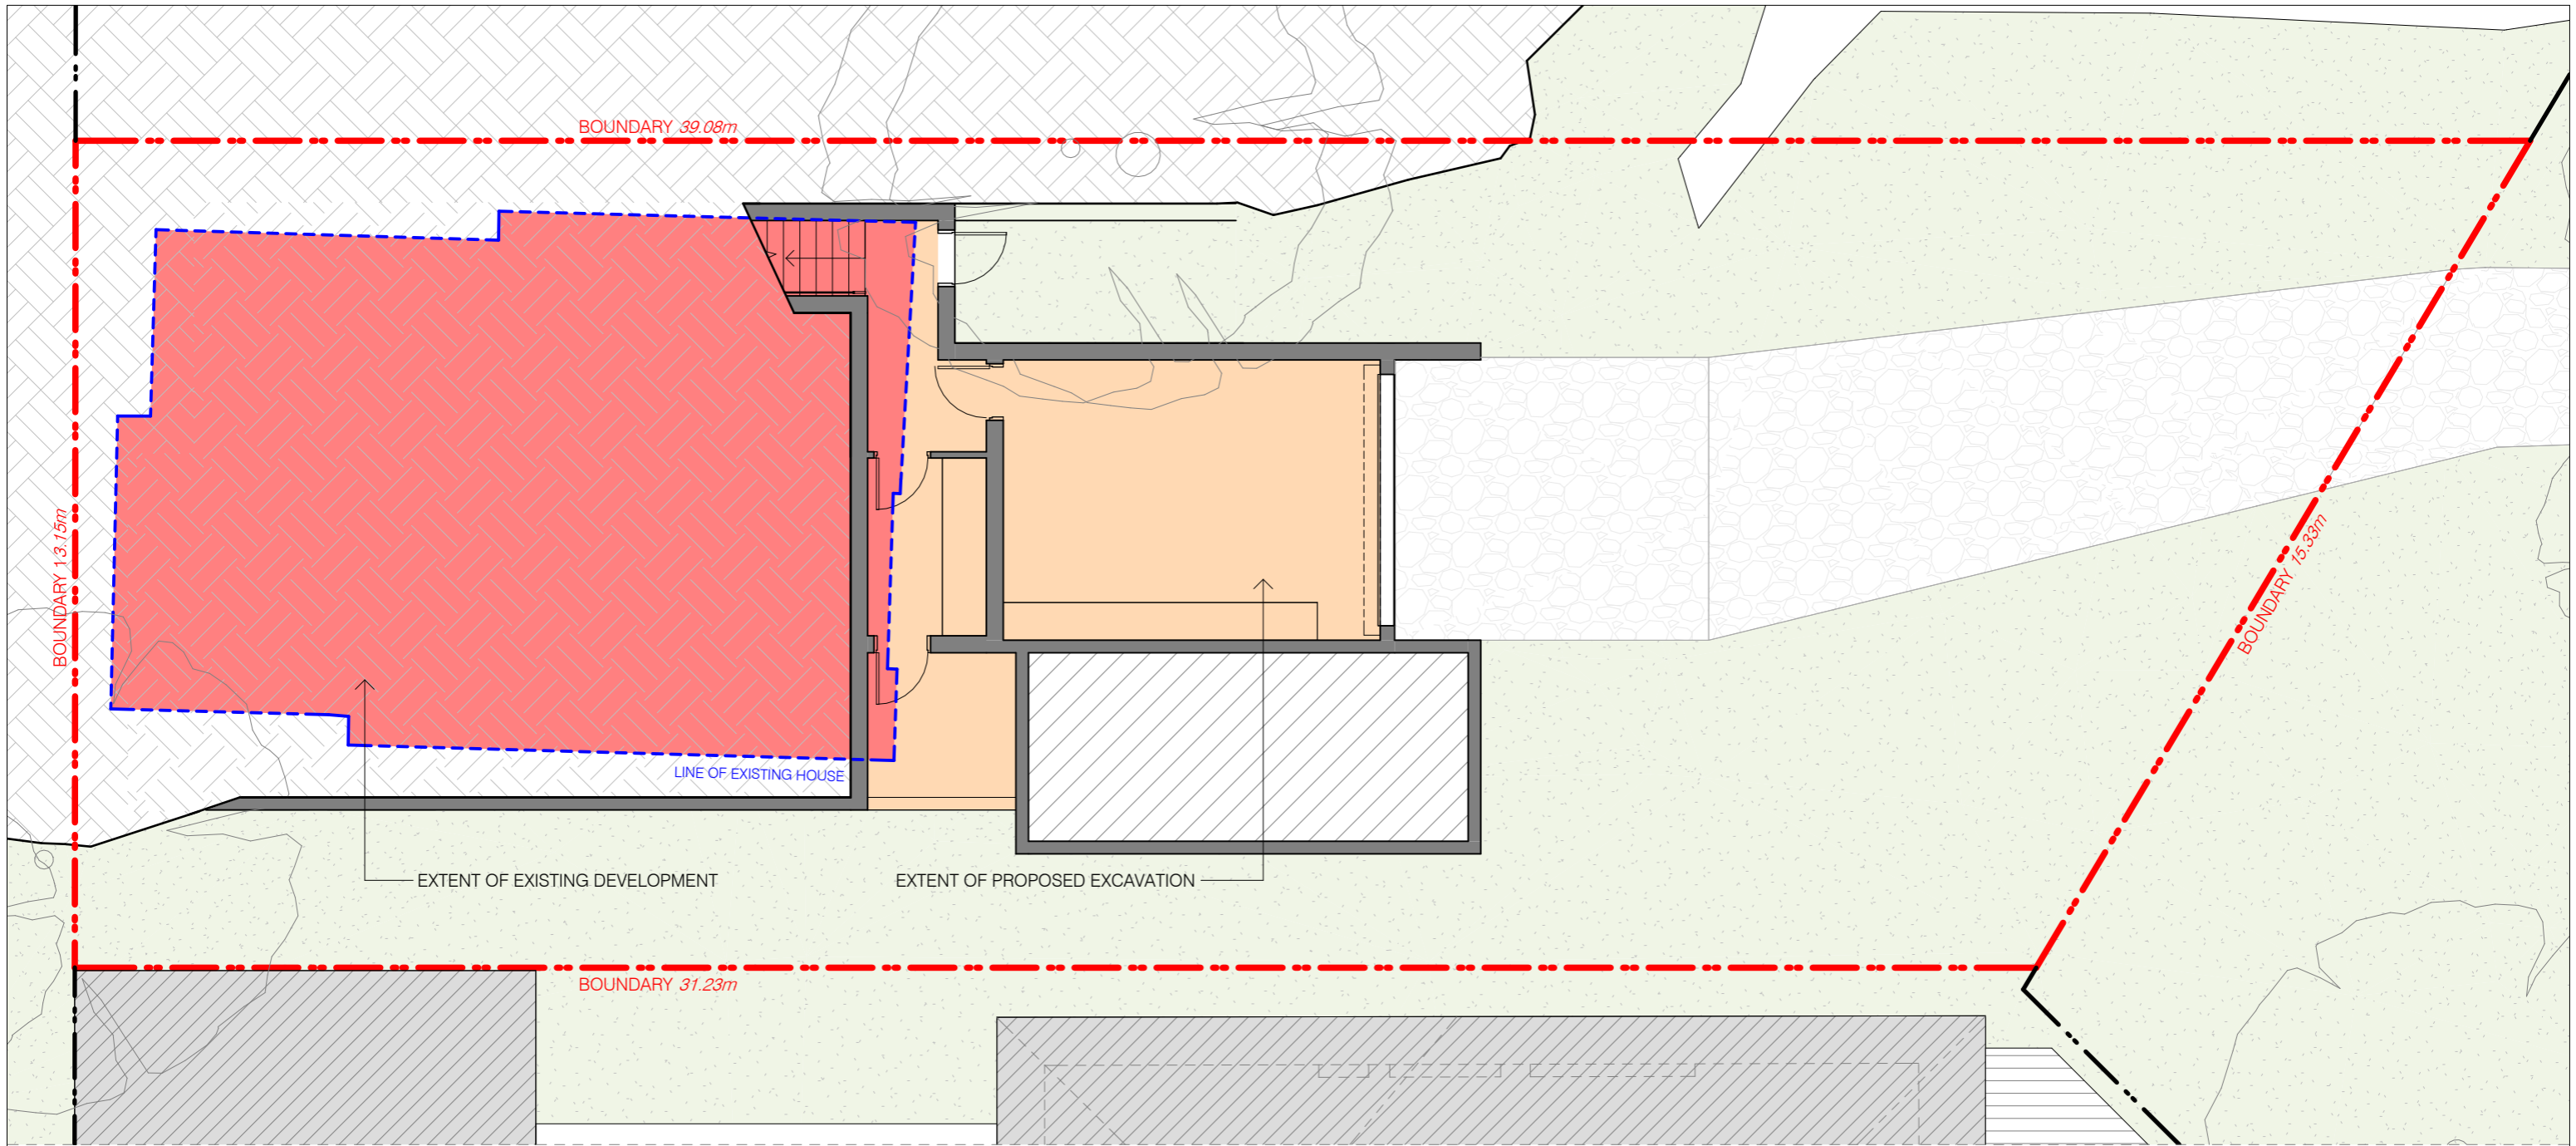 BOUNDARY 39.08m
BOUNDARY 13.15m
BOUNDARY 15.33m
LINE OF EXISTING HOUSE
EXTENT OF EXISTING DEVELOPMENT
EXTENT OF PROPOSED EXCAVATION
BOUNDARY 31.23m